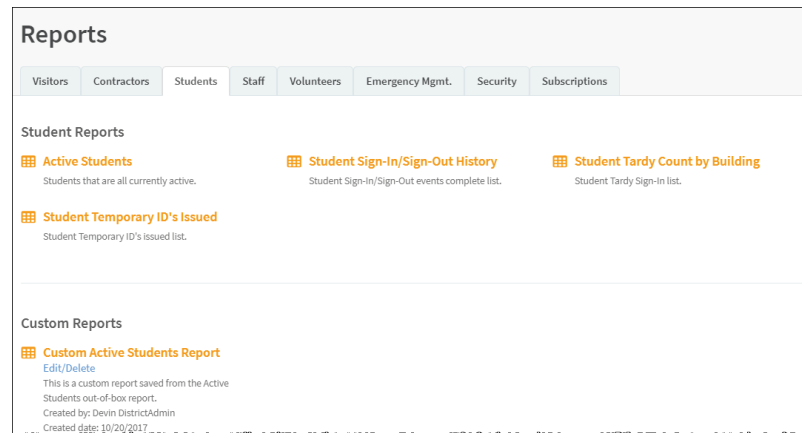 Reports
Visitors Contractors Students Staff Volunteers Emergency Mgmt. Security Subscriptions
Student Reports
Active Students
Students that are all currently active.
Student Sign-In/Sign-Out History
Student Sign-In/Sign-Out events complete list.
Student Tardy Count by Building
Student Tardy Sign-In list.
Student Temporary ID's Issued
Student Temporary ID's issued list.
Custom Reports
Custom Active Students Report
Edit/Delete
This is a custom report saved from the Active
Students out-of-box report.
Created by: Devin DistrictAdmin
Created date: 10/20/2017